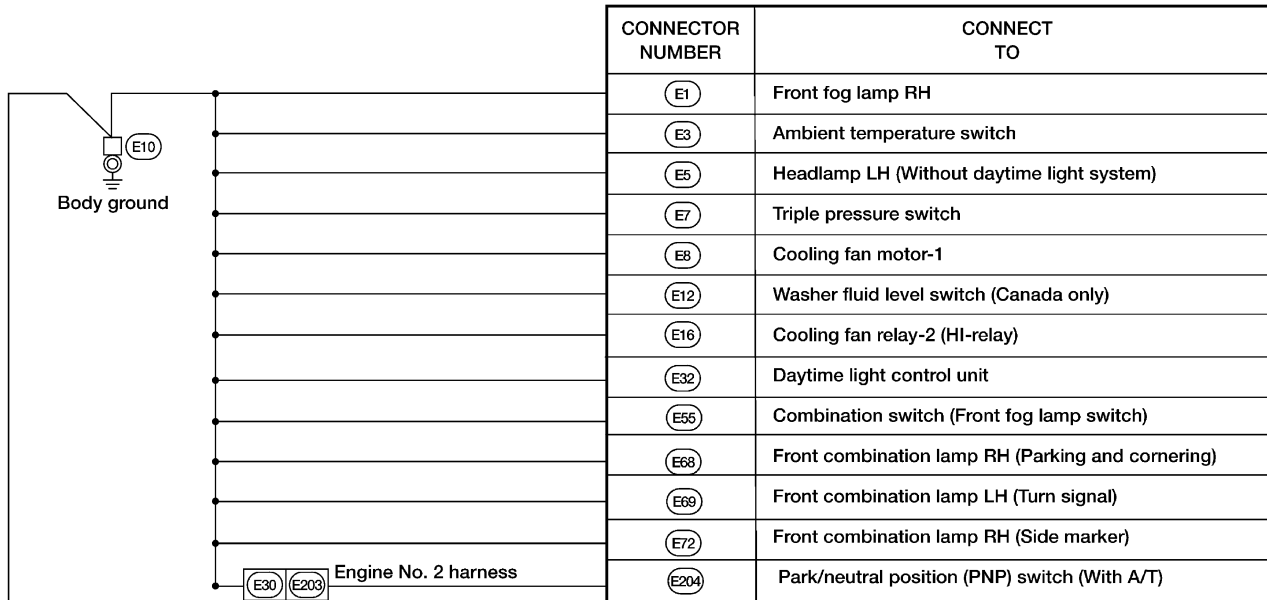 CONNECTOR NUMBER CONNECT TO
E1 Front fog lamp RH
E3 Ambient temperature switch
E10
E5 Headlamp LH (Without daytime light system)
Body ground
E7 Triple pressure switch
E8 Cooling fan motor-1
E12 Washer fluid level switch (Canada only)
E16 Cooling fan relay-2 (HI-relay)
E32 Daytime light control unit
E55 Combination switch (Front fog lamp switch)
E68 Front combination lamp RH (Parking and cornering)
E69 Front combination lamp LH (Turn signal)
E72 Front combination lamp RH (Side marker)
E30 E203 Engine No. 2 harness E204 Park/neutral position (PNP) switch (With A/T)